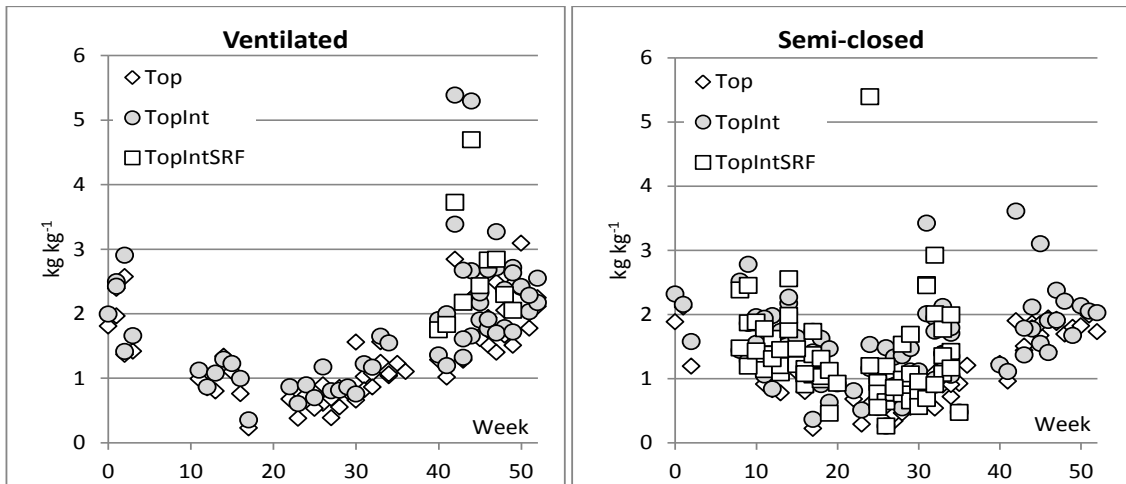 Ventilated
6
5
4
3
2
1
0
kg kg-1
Top
TopInt
TopIntSRF
Week
0 10 20 30 40 50
Semi-closed
6
5
4
3
2
1
0
kg kg-1
Top
TopInt
TopIntSRF
Week
0 10 20 30 40 50